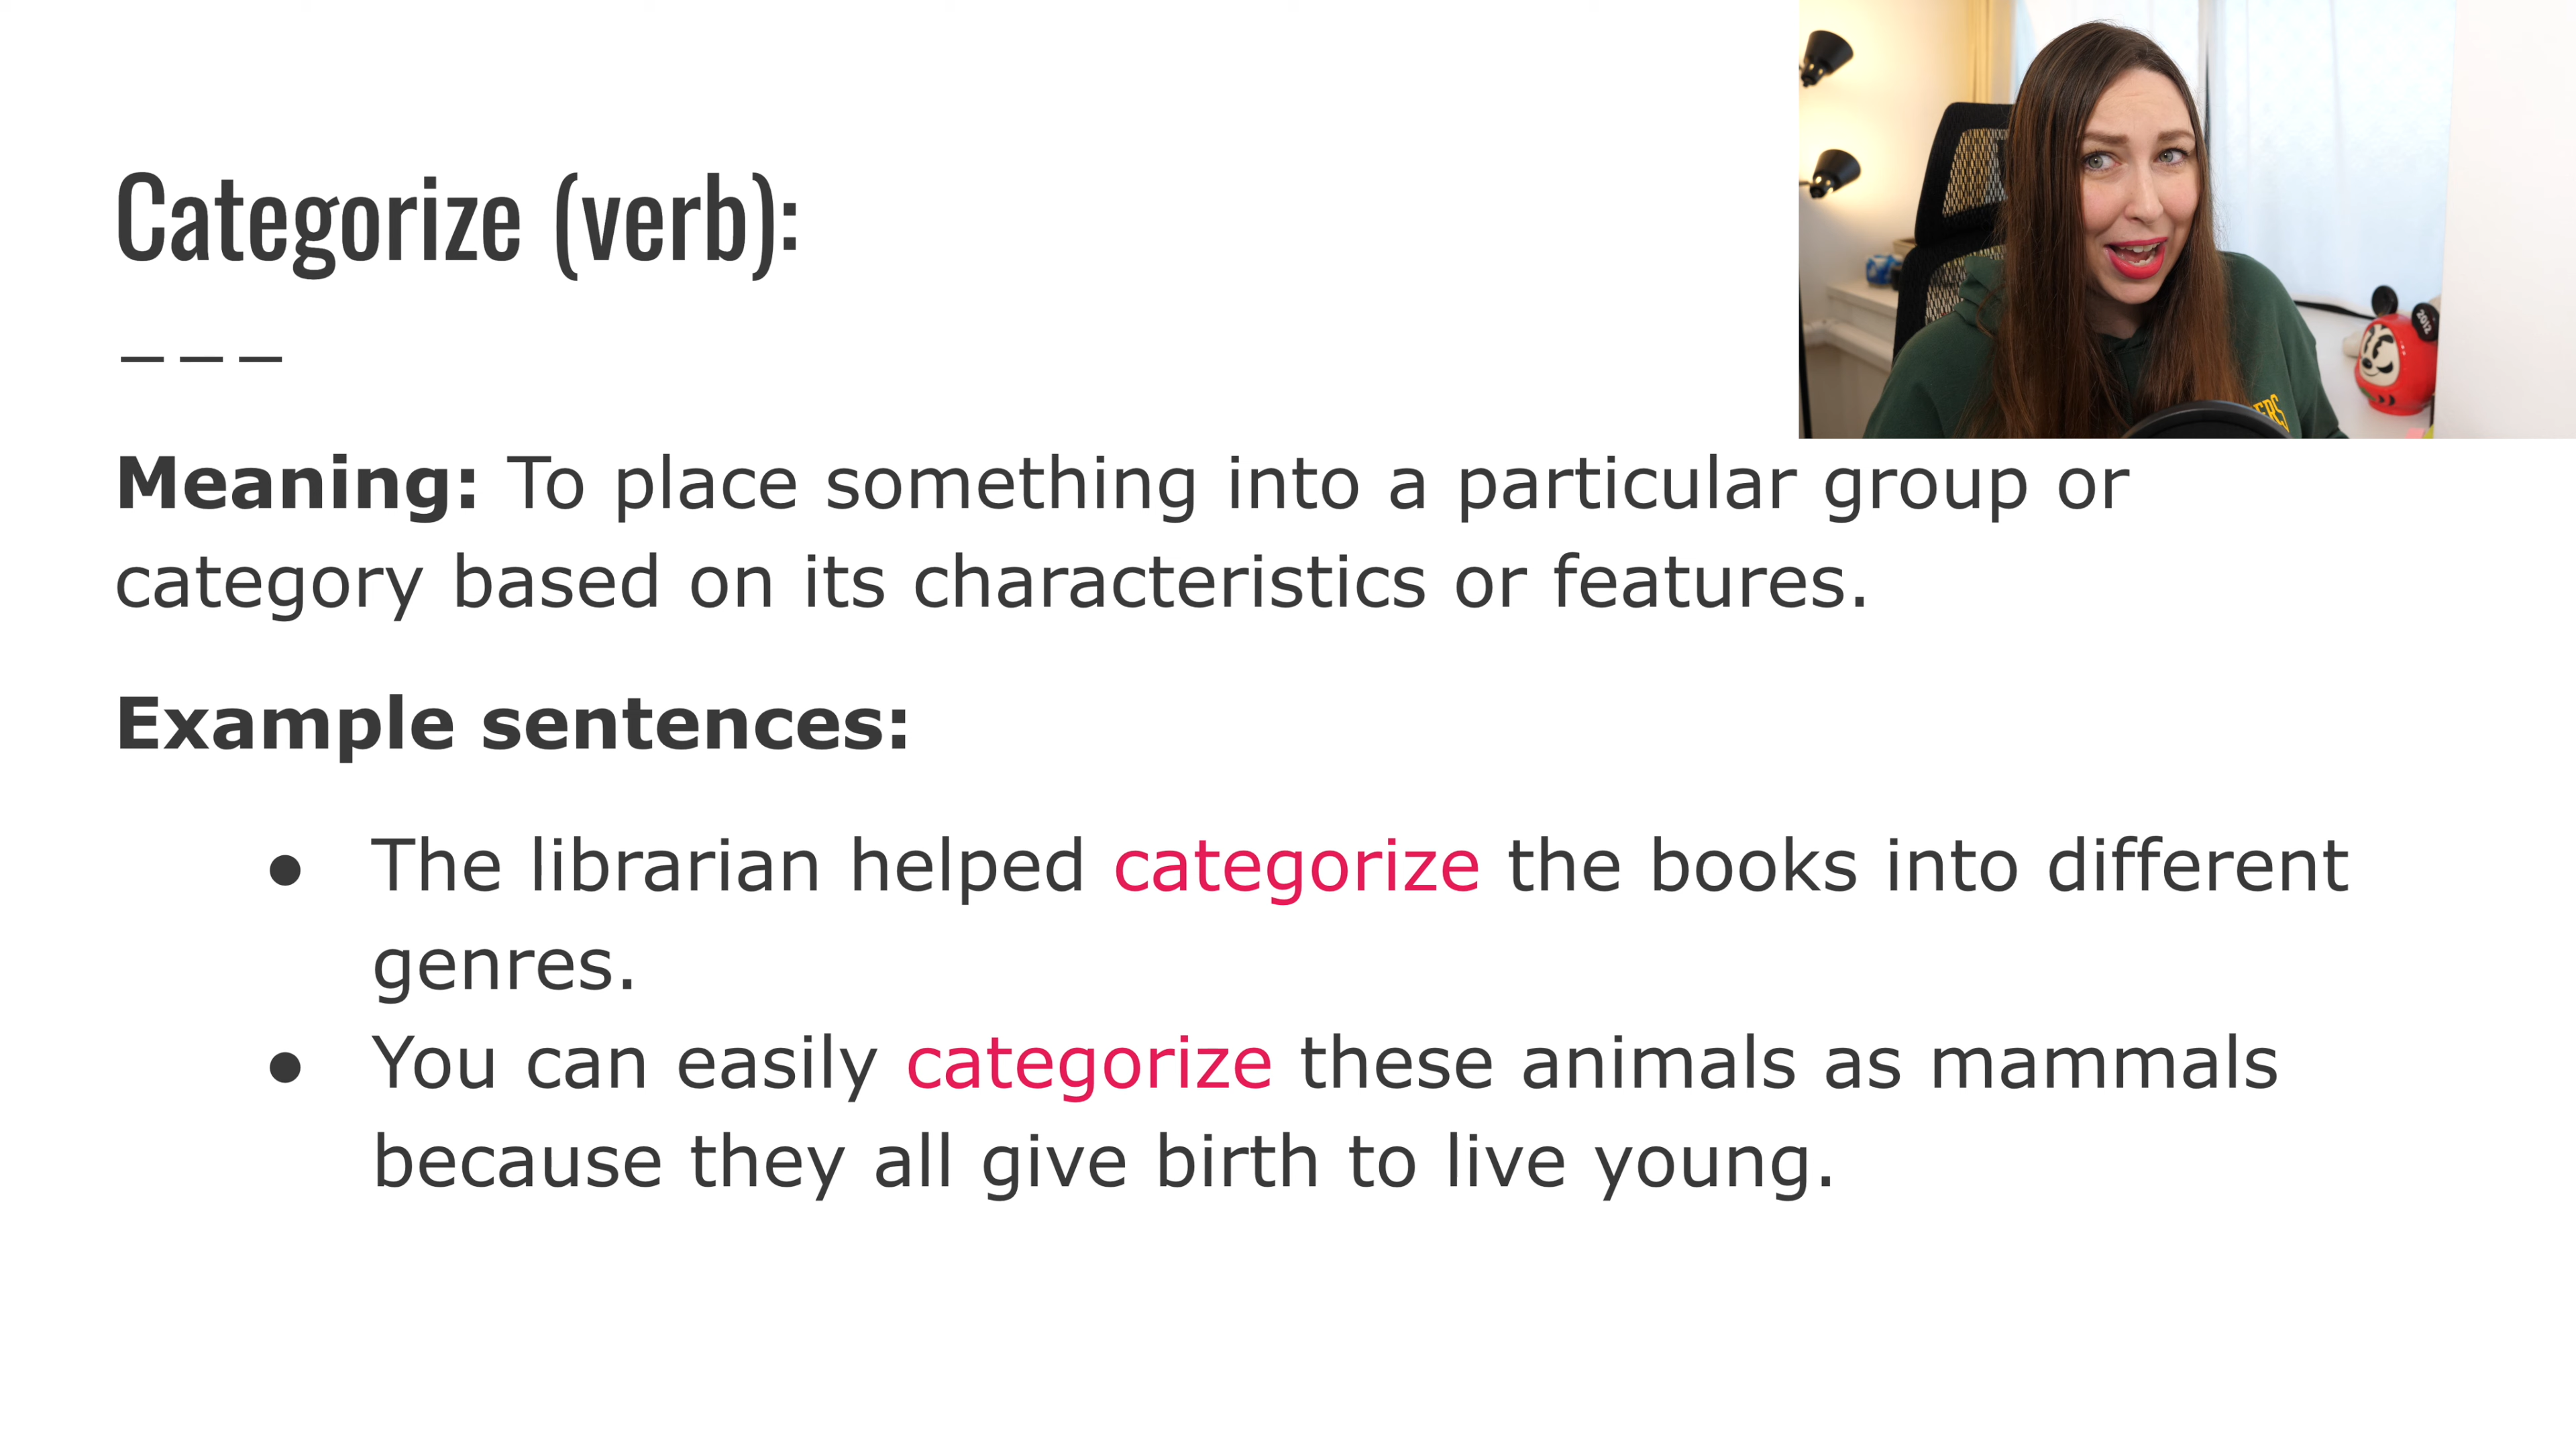 Categorize (verb):
Meaning: To place something into a particular group or
category based on its characteristics or features.
Example sentences:
● The librarian helped categorize the books into different
genres.
● You can easily categorize these animals as mammals
because they all give birth to live young.
2012
ERS